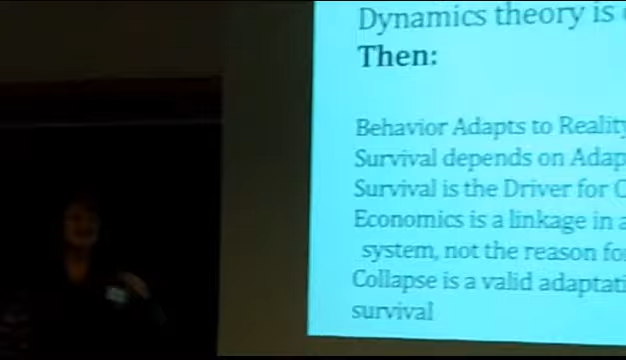 Dynamics theory is
Then:
Behavior Adapts to Reality
Survival depends on Adap
Survival is the Driver for
Economics is a linkage in a
system, not the reason fo
Collapse is a valid adaptati
survival